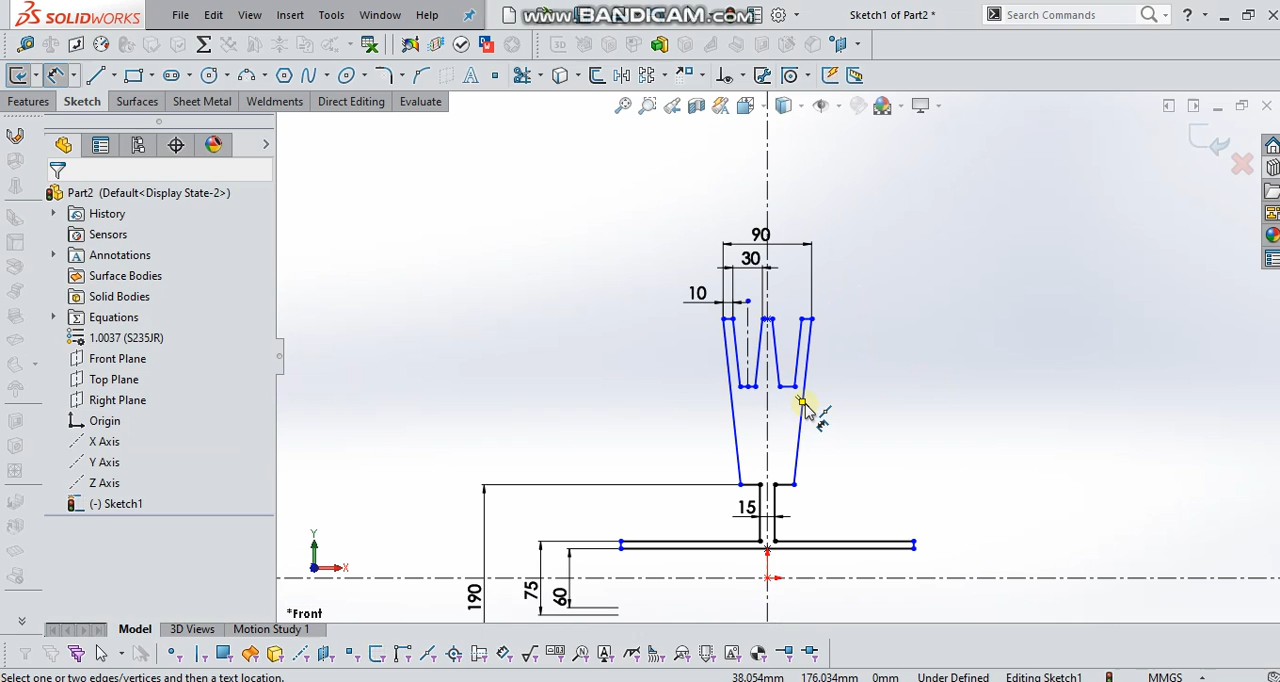 SOLIDWORKS
File Edit View Insert Tools Window Help
www.BANDICAM.com
Sketch1 of Part2 *
Search Commands
?
Features Sketch Surfaces Sheet Metal Weldments Direct Editing Evaluate
Part2 (Default<Display State-2>)
History
Sensors
Annotations
Surface Bodies
Solid Bodies
Equations
1.0037 (S235JR)
Front Plane
Top Plane
Right Plane
Origin
X Axis
Y Axis
Z Axis
(-) Sketch1
90
30
10
15
190
75
60
Y
X
*Front
Model 3D Views Motion Study 1
Select one or two edges/vertices and then a text location.
38.054mm 176.034mm 0mm Under Defined Editing Sketch1 MMGS